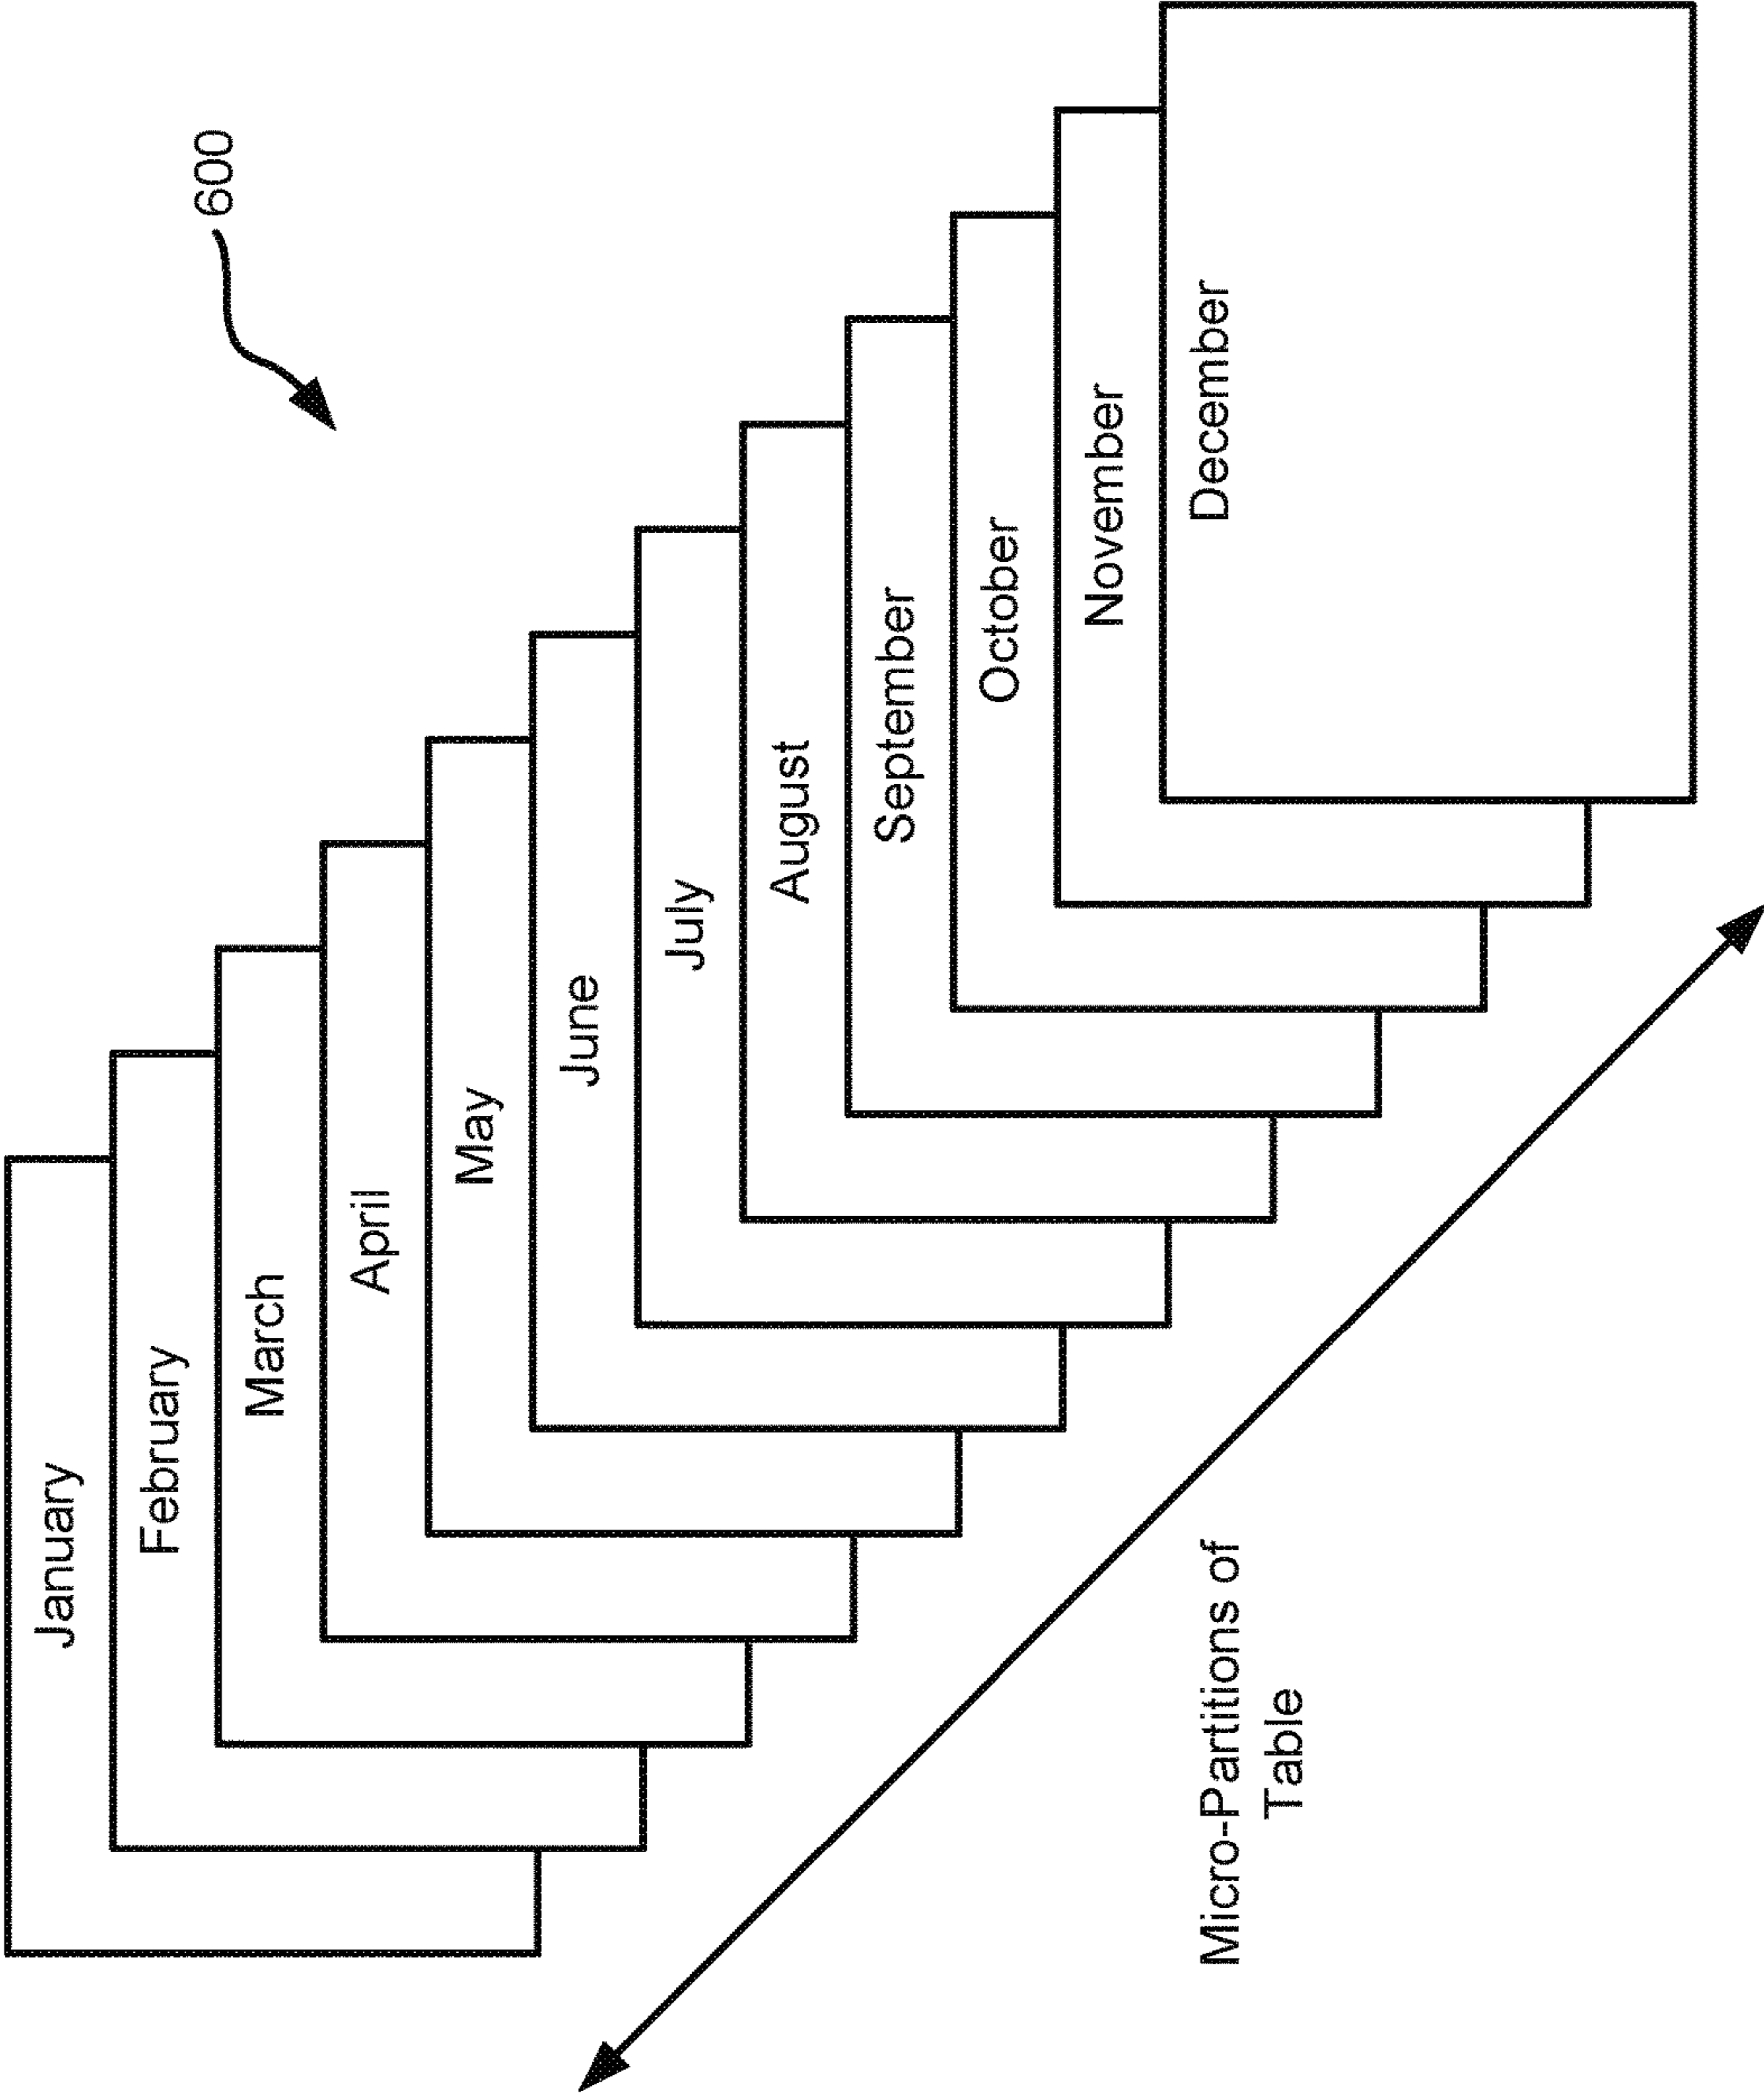 600
January
February
March
April
May
June
July
August
September
October
November
December
Micro-Partitions of
Table